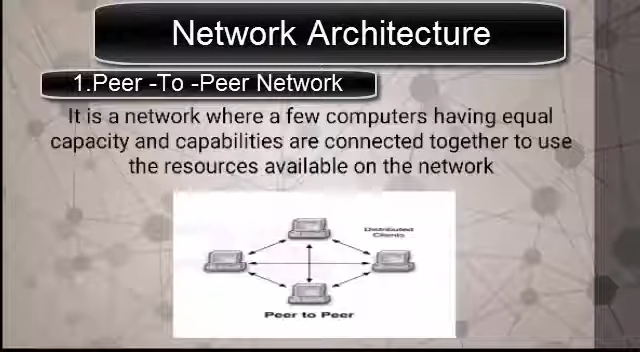 Network Architecture
1.Peer -To -Peer Network
It is a network where a few computers having equal
capacity and capabilities are connected together to use
the resources available on the network
Distributed
Clients
Peer to Peer